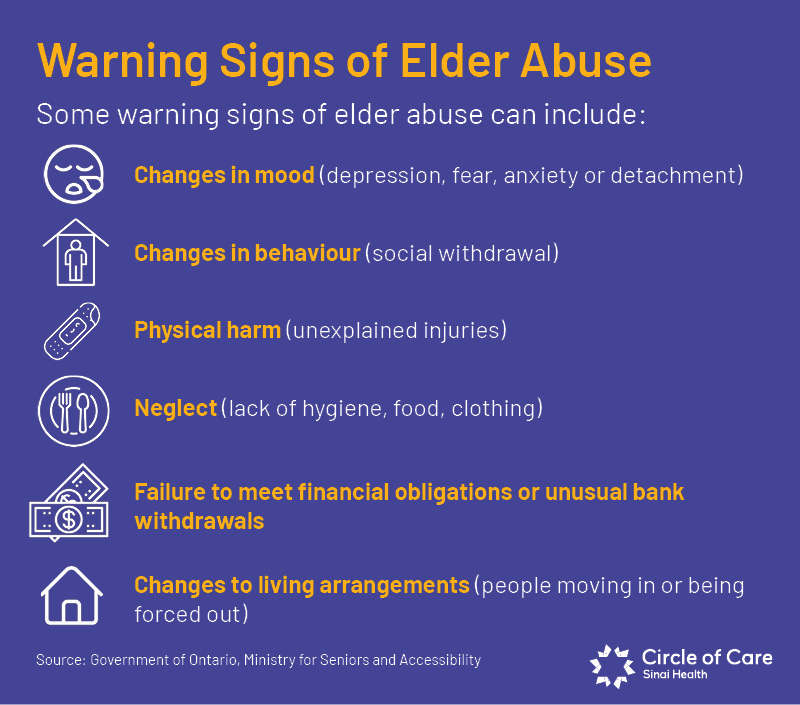 Warning Signs of Elder Abuse
Some warning signs of elder abuse can include:
Changes in mood (depression, fear, anxiety or detachment)
Changes in behaviour (social withdrawal)
Physical harm (unexplained injuries)
Neglect (lack of hygiene, food, clothing)
$
Failure to meet financial obligations or unusual bank
withdrawals
Changes to living arrangements (people moving in or being
forced out)
Source: Government of Ontario, Ministry for Seniors and Accessibility
Circle of Care
Sinai Health